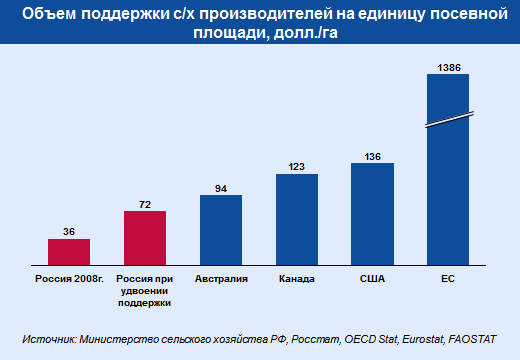 Объем поддержки с/х производителей на единицу посевной
площади, долл./га
1386
136
123
94
72
36
Россия 2008г.
Россия при
удвоении
поддержки
Австралия
Канада
США
ЕС
Источник: Министерство сельского хозяйства РФ, Росстат, OECD Stat, Eurostat, FAOSTAT